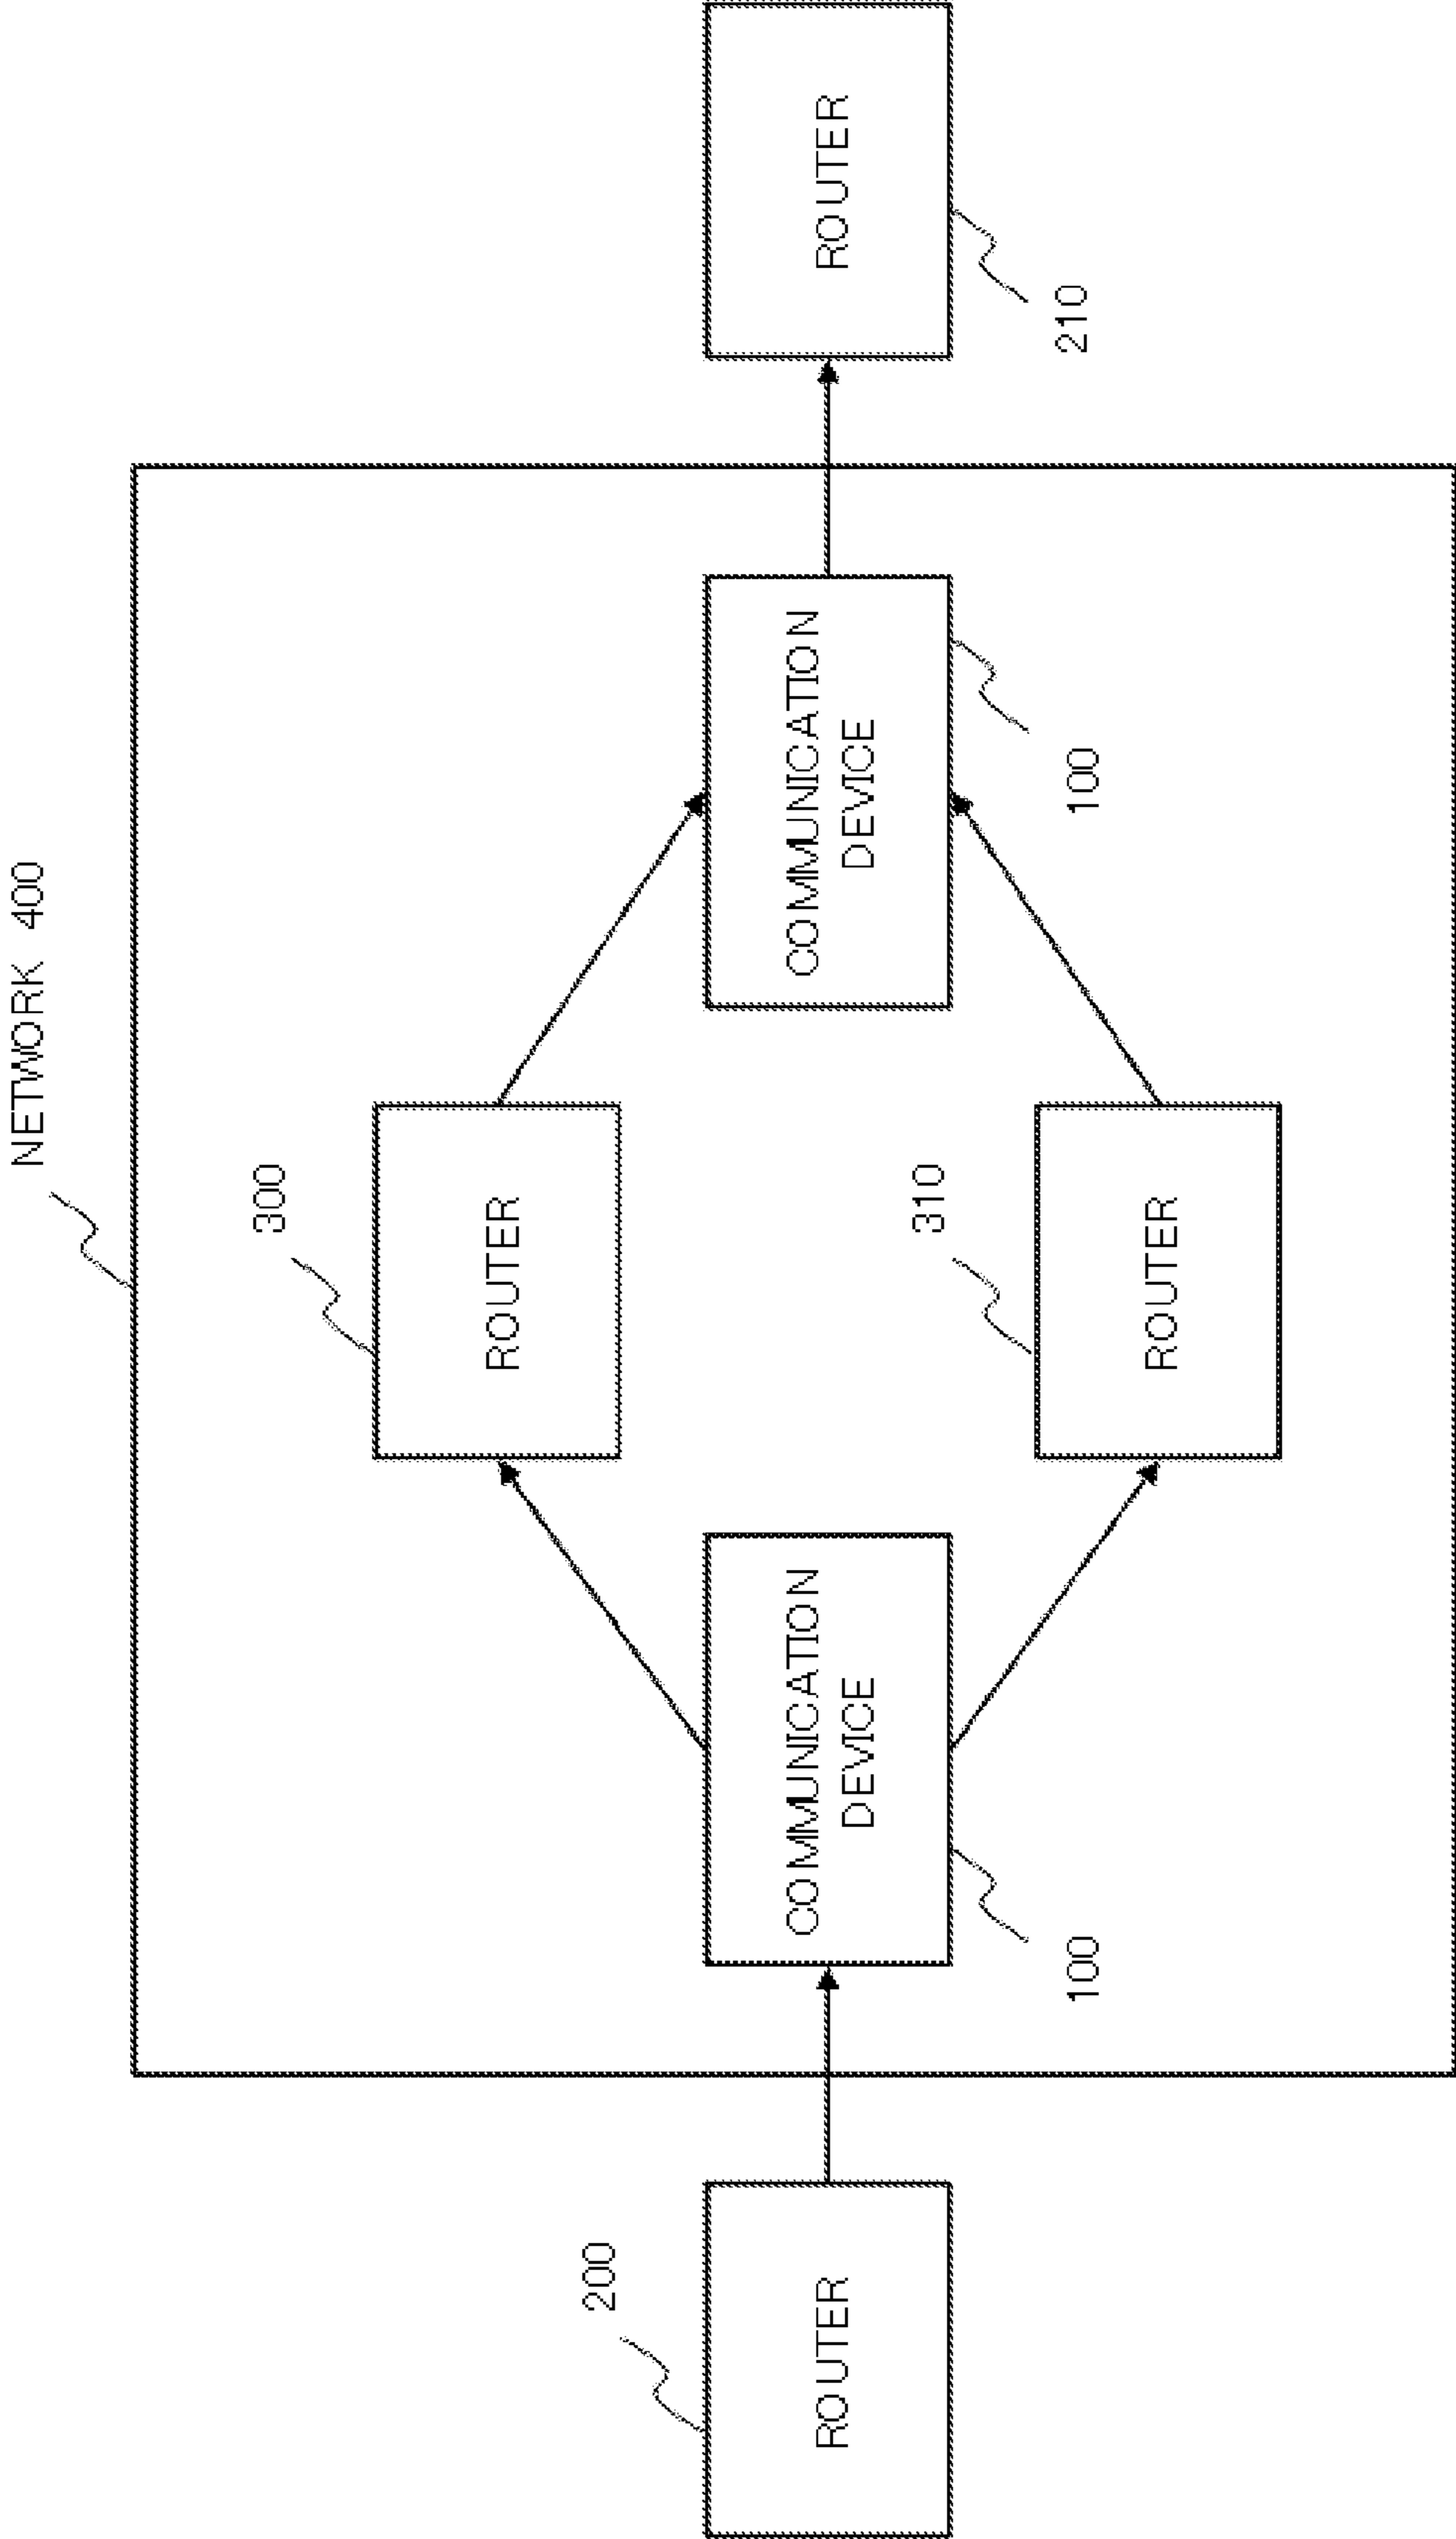 NETWORK 400
300
ROUTER
200
ROUTER
COMMUNICATION
DEVICE
100
COMMUNICATION
DEVICE
100
ROUTER
210
310
ROUTER